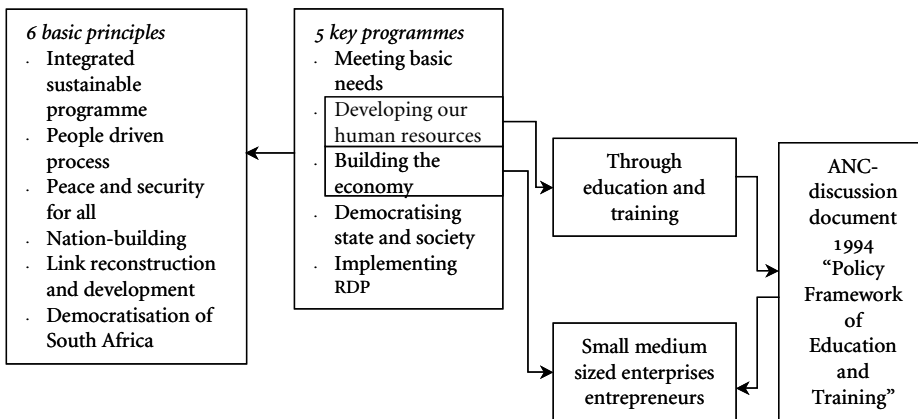 6 basic principles
· Integrated
sustainable
programme
· People driven
process
· Peace and security
for all
· Nation-building
· Link reconstruction
and development
· Democratisation of
South Africa
5 key programmes
· Meeting basic
needs
· Developing our
human resources
· Building the
economy
· Democratising
state and society
· Implementing
RDP
Through
education and
training
Small medium
sized enterprises
entrepreneurs
ANC-
discussion
document
1994
“Policy
Framework
of
Education
and
Training”